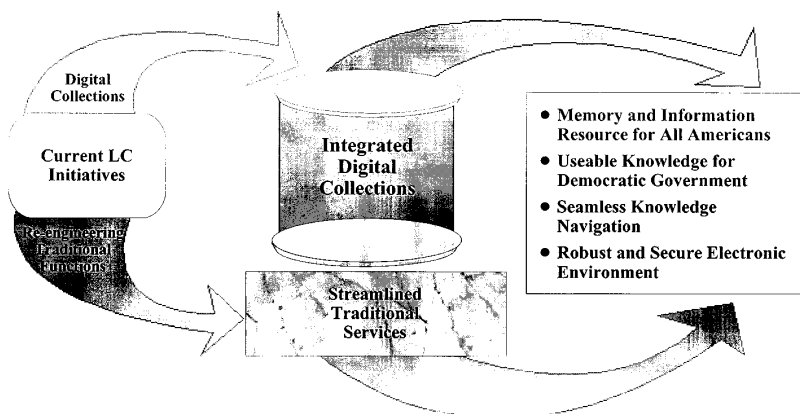 Digital
Collections
Current LC
Initiatives
Re-engineering
Traditional
Functions
Integrated
Digital
Collections
Streamlined
Traditional
Services
● Memory and Information
Resource for All Americans
● Useable Knowledge for
Democratic Government
● Seamless Knowledge
Navigation
● Robust and Secure Electronic
Environment